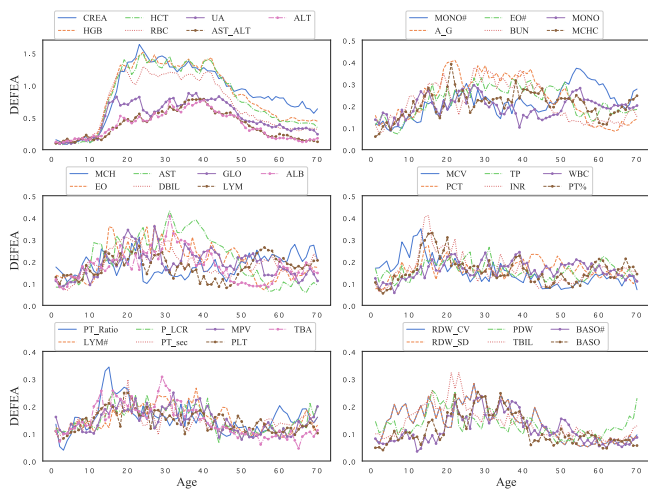 CREA HCT UA ALT
HGB RBC AST_ALT
MONO# EO# MONO
A_G BUN MCHC
DEFEA
1.5
1.0
0.5
0.0
0 10 20 30 40 50 60 70
0.5
0.4
0.3
0.2
0.1
0 10 20 30 40 50 60 70
MCH AST GLO ALB
EO DBIL LYM
MCV TP WBC
PCT INR PT%
DEFEA
0.5
0.4
0.3
0.2
0.1
0.0
0 10 20 30 40 50 60 70
0.5
0.4
0.3
0.2
0.1
0.0
0 10 20 30 40 50 60 70
PT_Ratio P_LCR MPV TBA
LYM# PT_sec PLT
RDW_CV PDW BASO#
RDW_SD TBIL BASO
DEFEA
0.4
0.3
0.2
0.1
0.0
0 10 20 30 40 50 60 70
Age
0.4
0.3
0.2
0.1
0.0
0 10 20 30 40 50 60 70
Age